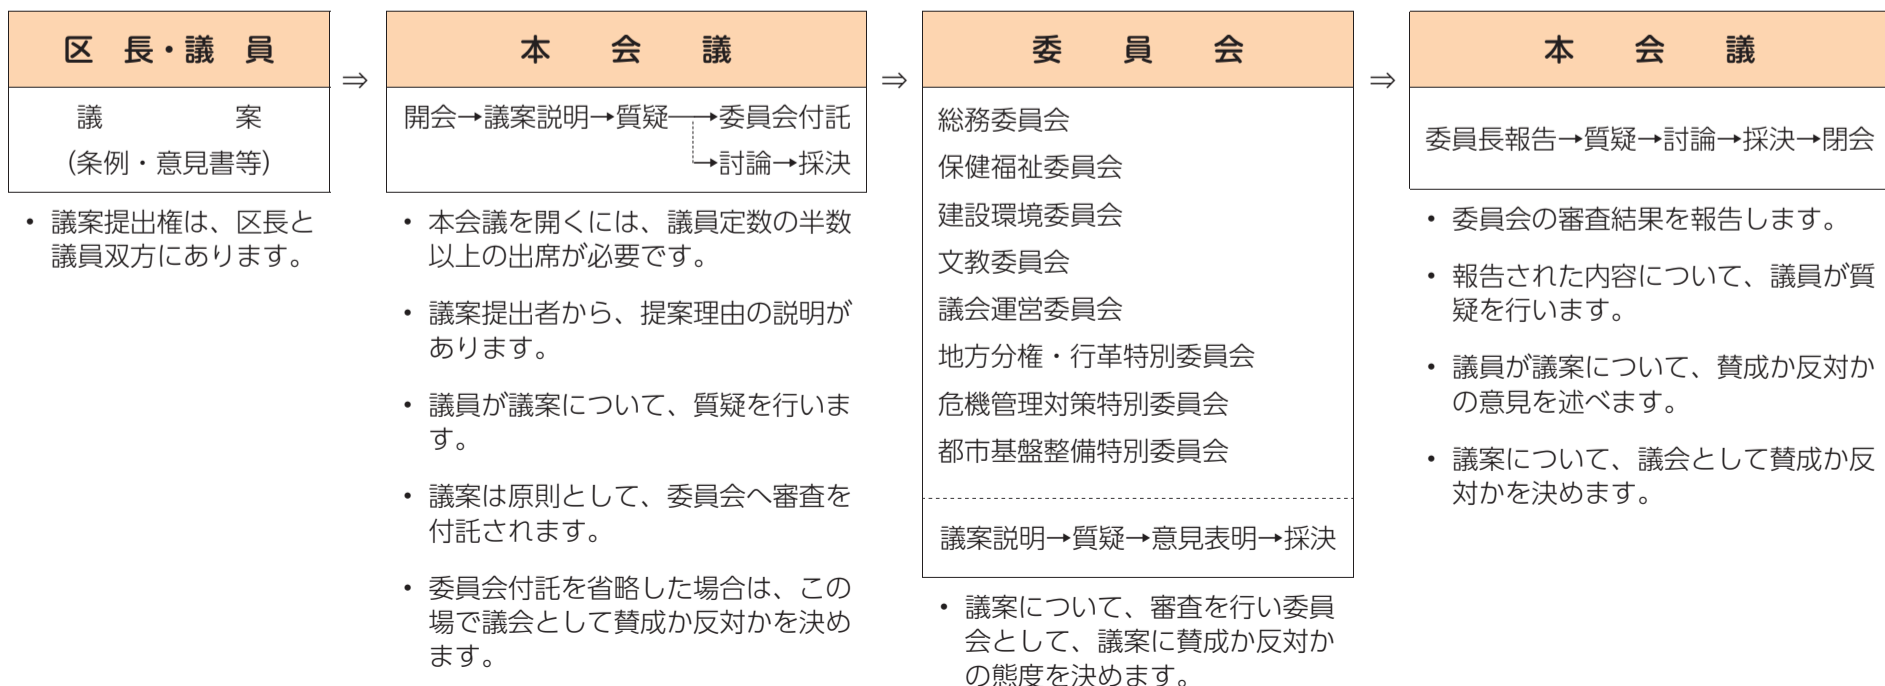 区　長・議　員
議　　　　　案
（条例・意見書等）
・ 議案提出権は、区長と
議員双方にあります。
⇒
本　会　議
開会→議案説明→質疑→委員会付託
→討論→採決
・ 本会議を開くには、議員定数の半数
以上の出席が必要です。
・ 議案提出者から、提案理由の説明が
あります。
・ 議員が議案について、質疑を行いま
す。
・ 議案は原則として、委員会へ審査を
付託されます。
・ 委員会付託を省略した場合は、この
場で議会として賛成か反対かを決め
ます。
⇒
委　員　会
総務委員会
保健福祉委員会
建設環境委員会
文教委員会
議会運営委員会
地方分権・行革特別委員会
危機管理対策特別委員会
都市基盤整備特別委員会
議案説明→質疑→意見表明→採決
・ 議案について、審査を行い委員
会として、議案に賛成か反対か
の態度を決めます。
⇒
本　会　議
委員長報告→質疑→討論→採決→閉会
・ 委員会の審査結果を報告します。
・ 報告された内容について、議員が質
疑を行います。
・ 議員が議案について、賛成か反対か
の意見を述べます。
・ 議案について、議会として賛成か反
対かを決めます。